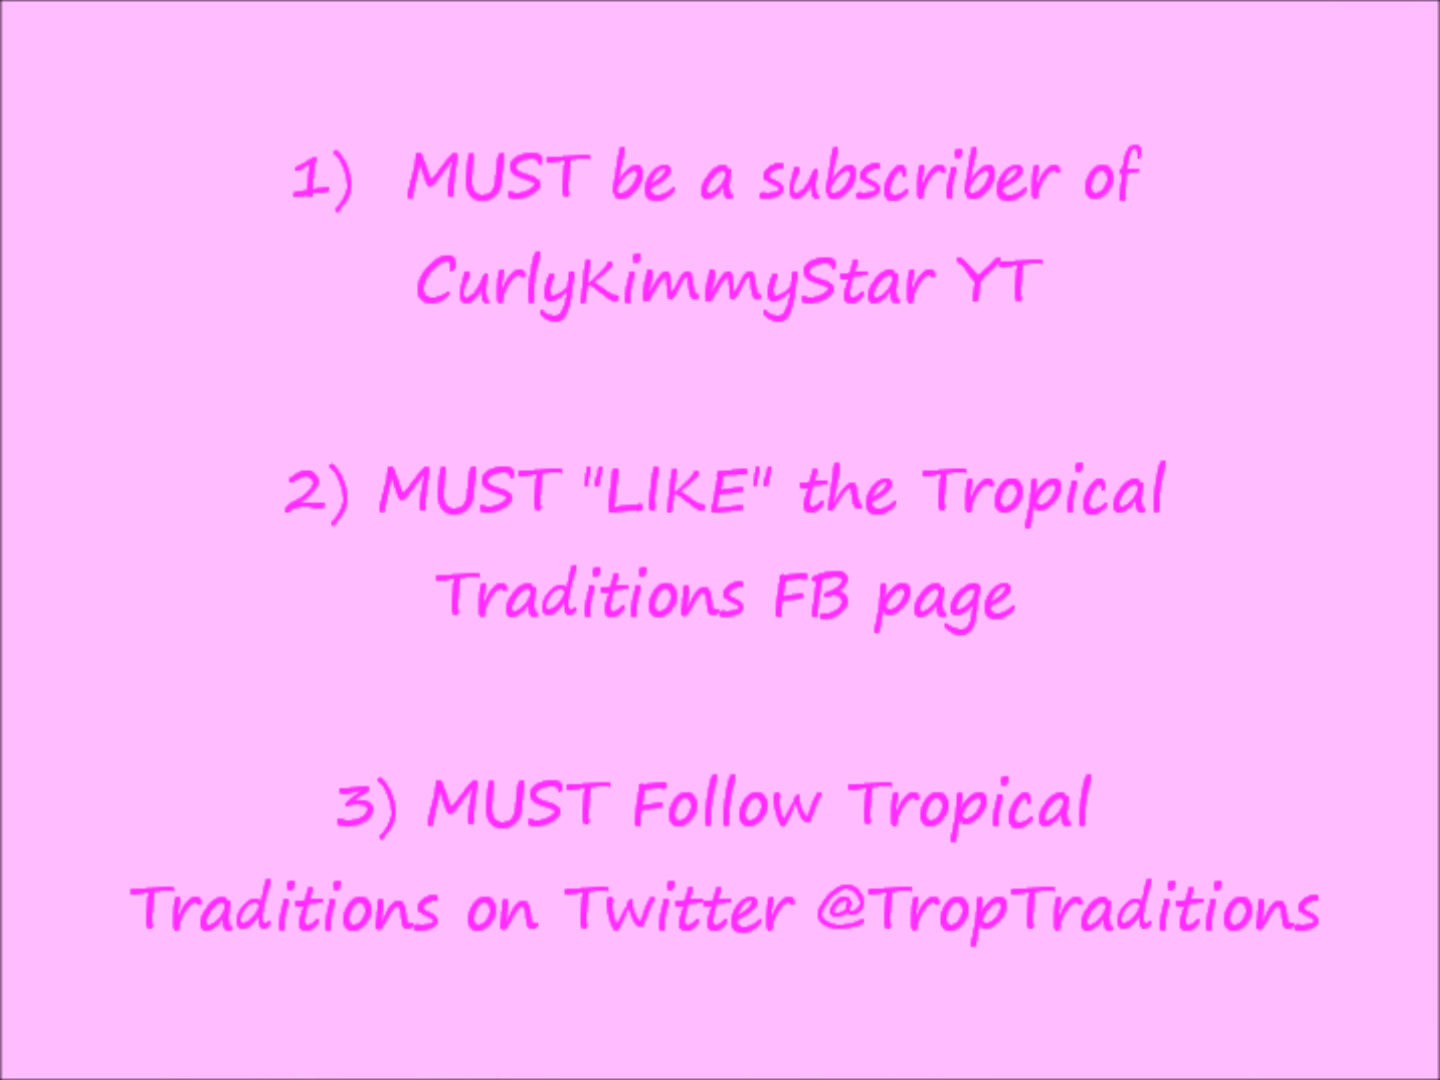 1) MUST be a subscriber of
CurlyKimmyStar YT
2) MUST "LIKE" the Tropical
Traditions FB page
3) MUST Follow Tropical
Traditions on Twitter @TropTraditions